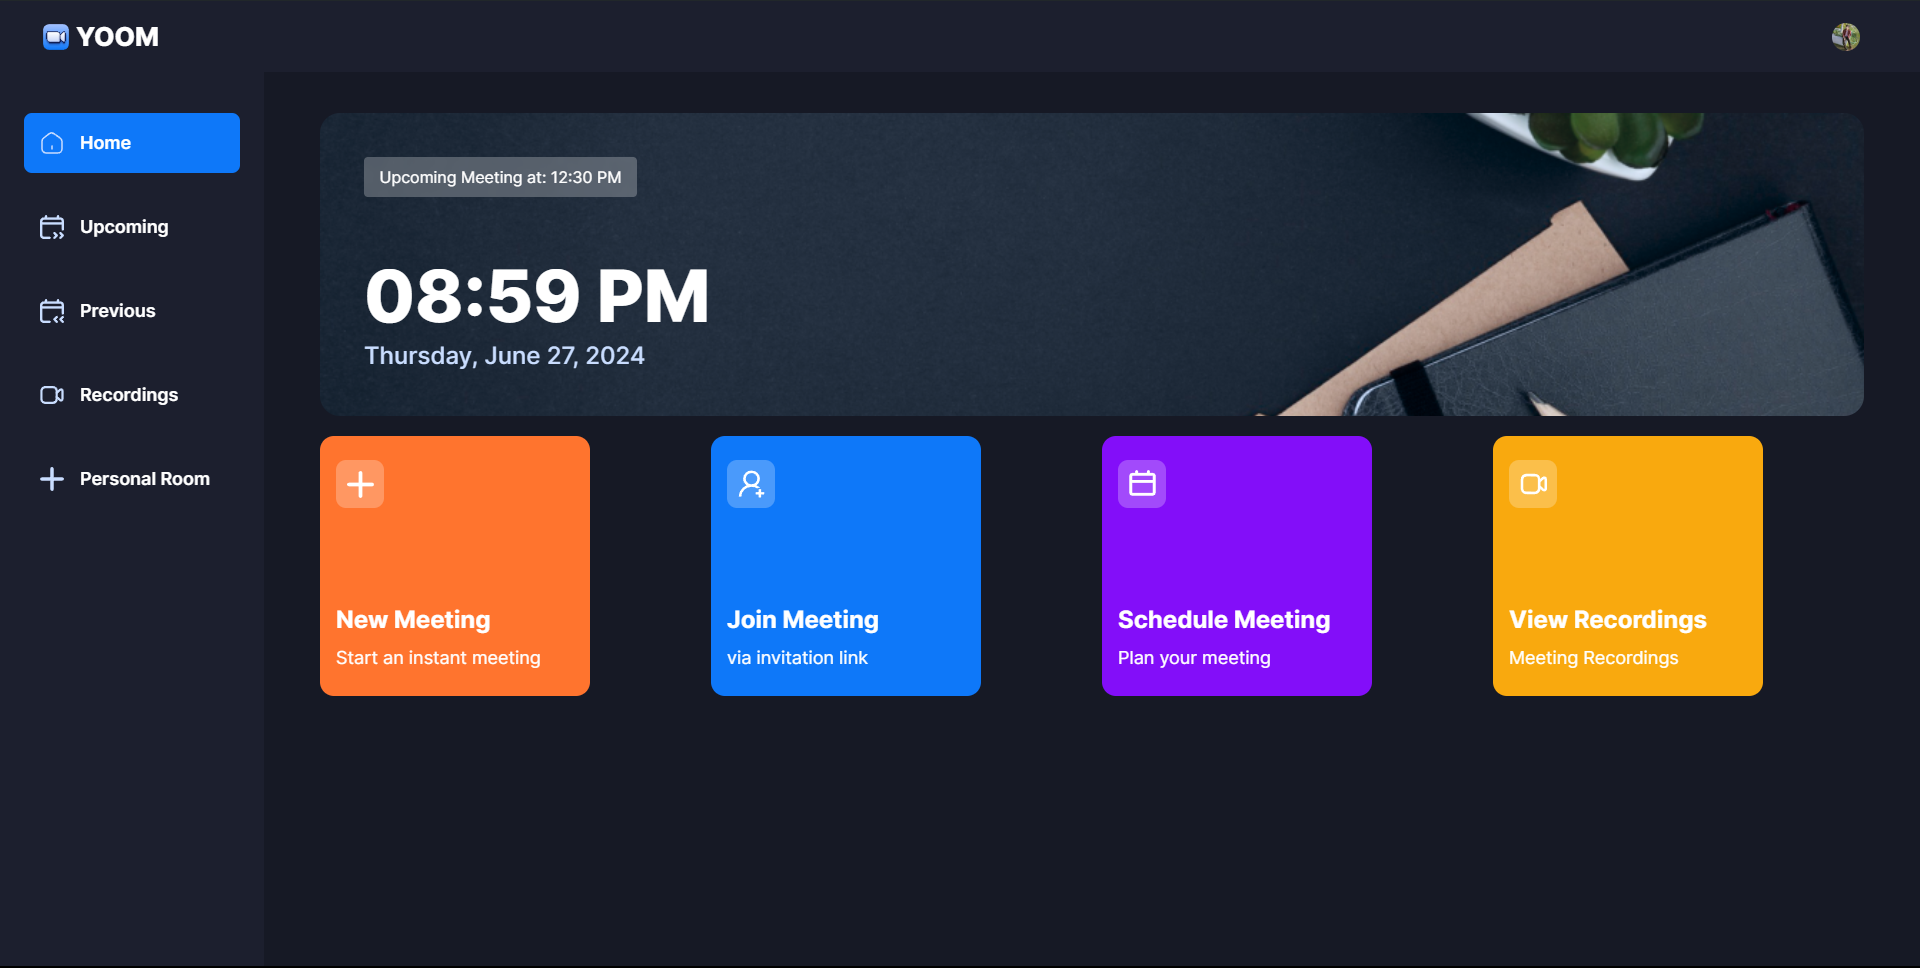 YOOM
Home
Upcoming
Previous
Recordings
Personal Room
Upcoming Meeting at: 12:30 PM
08:59 PM
Thursday, June 27, 2024
New Meeting
Start an instant meeting
Join Meeting
via invitation link
Schedule Meeting
Plan your meeting
View Recordings
Meeting Recordings